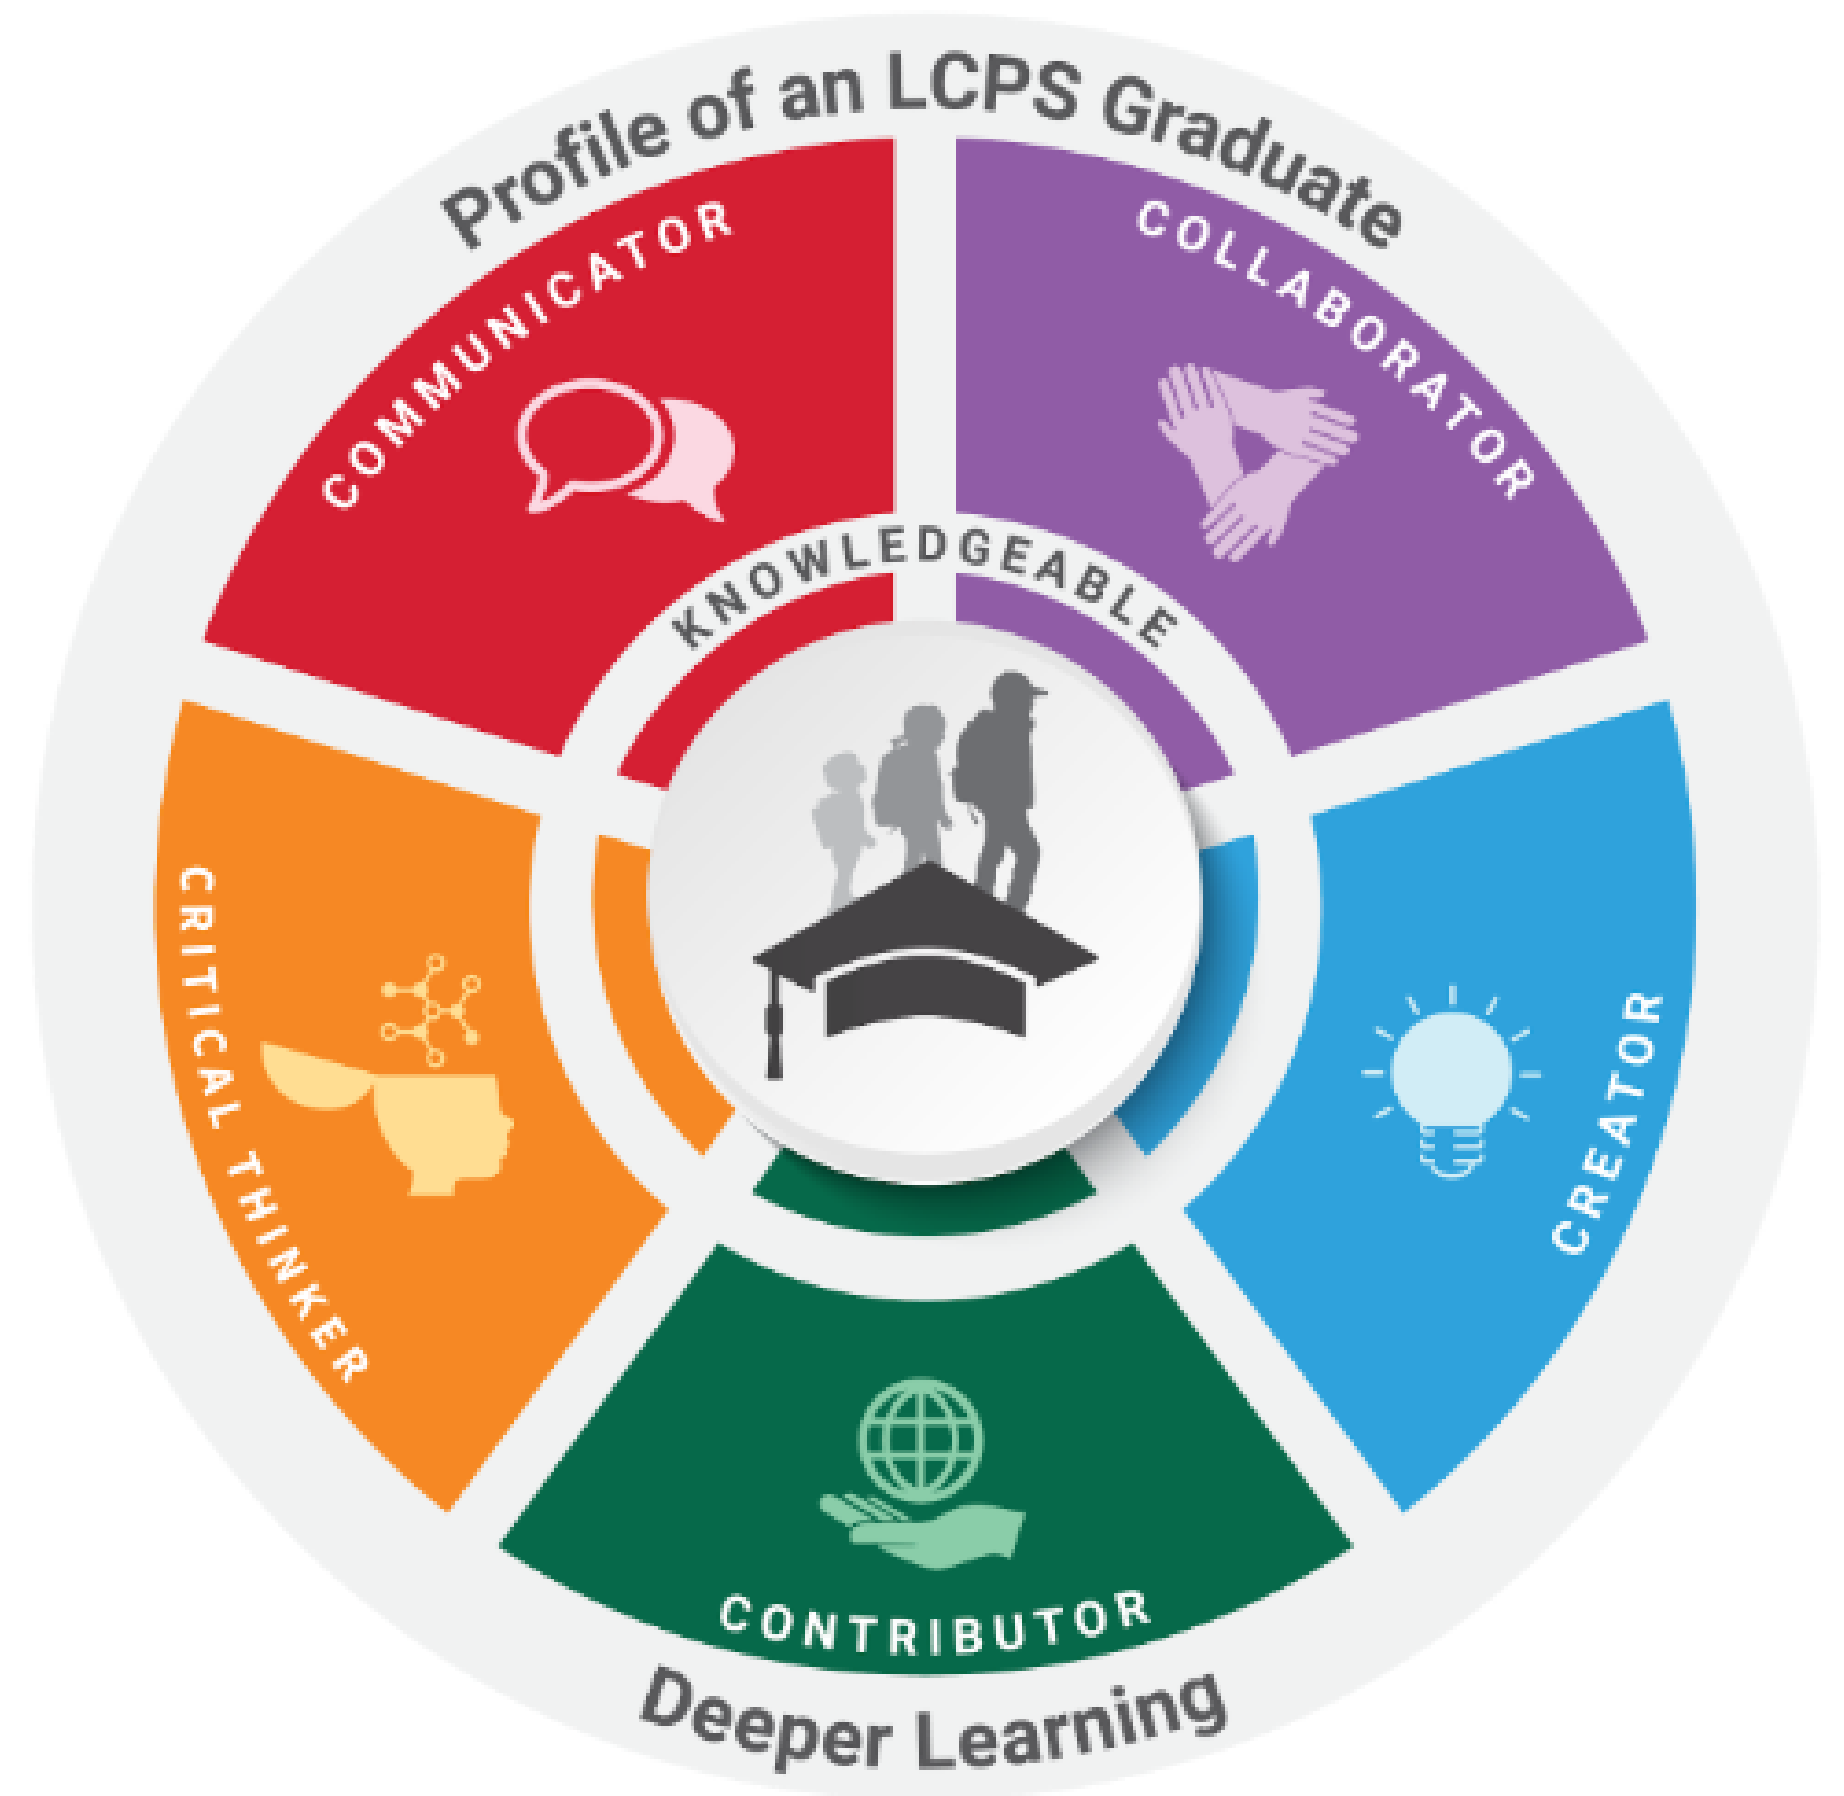 Profile of an LCPS Graduate
COMMUNICATOR
COLLABORATOR
KNOWLEDGEABLE
CRITICAL THINKER
CREATOR
CONTRIBUTOR
Deeper Learning